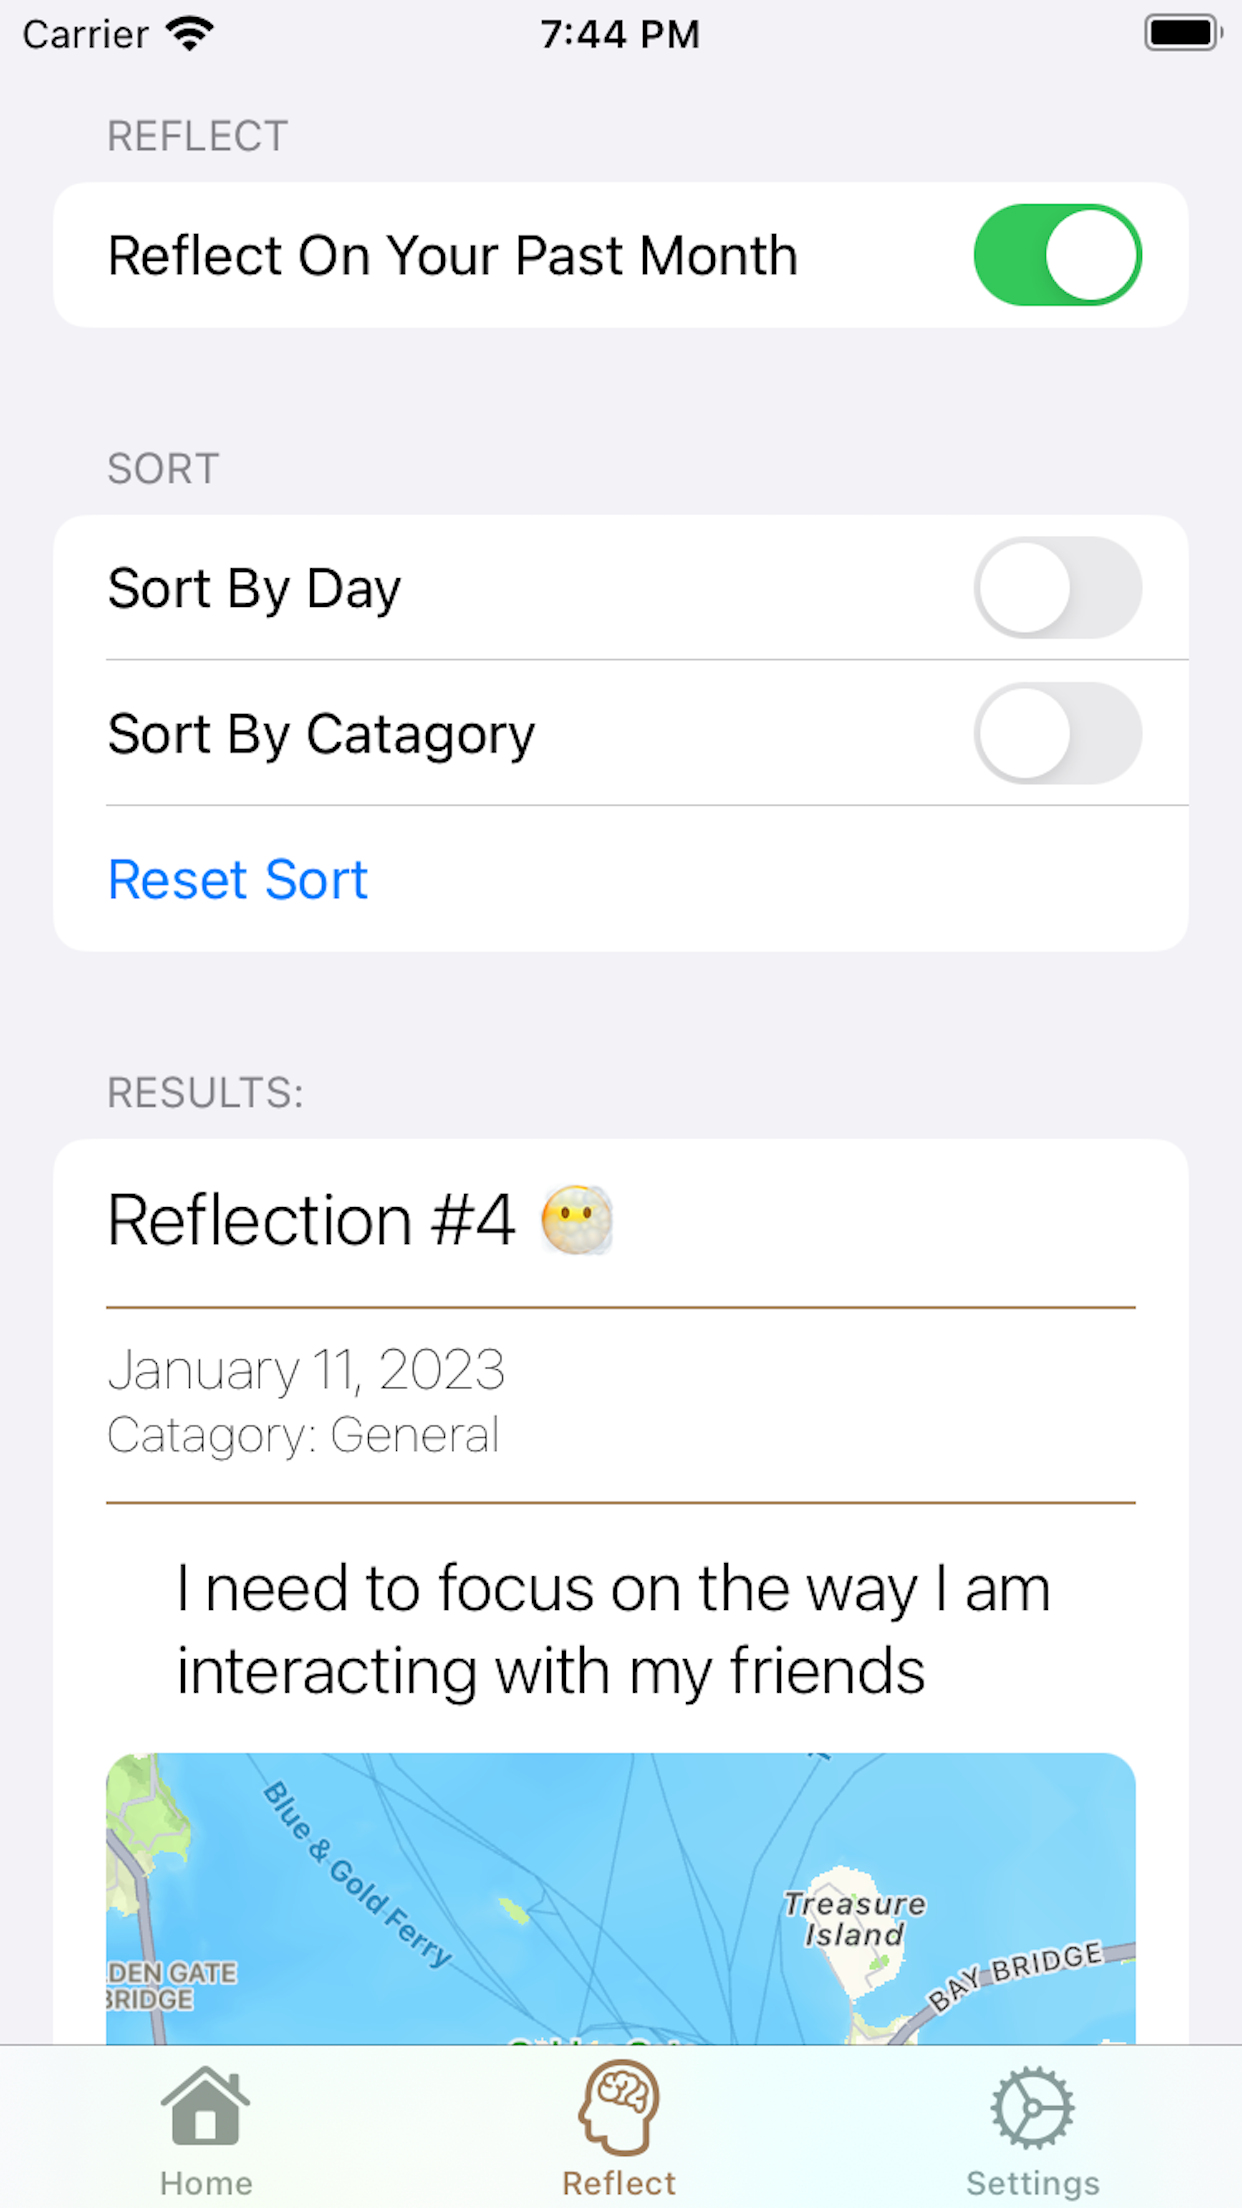 Carrier 7:44 PM
REFLECT
Reflect On Your Past Month
SORT
Sort By Day
Sort By Catagory
Reset Sort
RESULTS:
Reflection #4
January 11, 2023
Catagory: General
I need to focus on the way I am
interacting with my friends
Blue & Gold Ferry
Treasure
Island
DEN GATE
BRIDGE
BAY BRIDGE
Home Reflect Settings